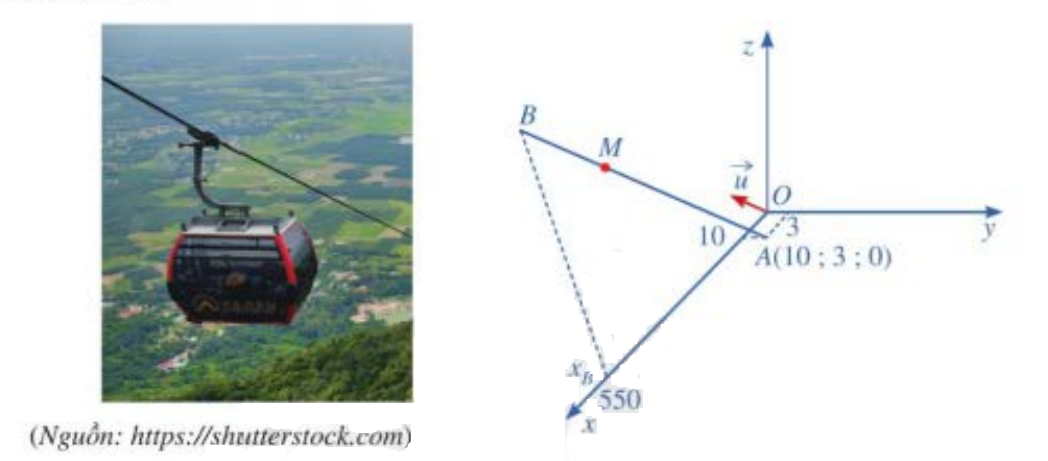 z
B
M
u
O
10
3
y
A(10 ; 3 ; 0)
x_B
550
x
(Nguồn: https://shutterstock.com)